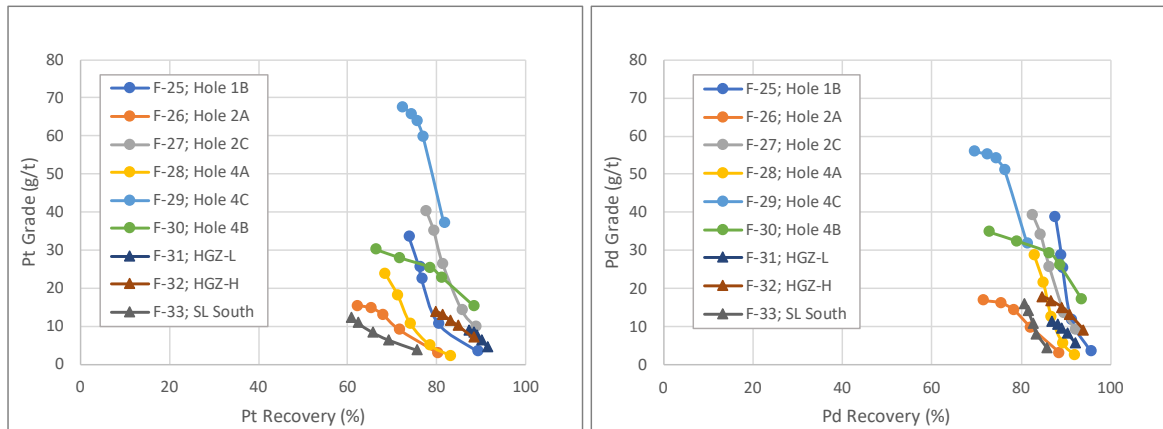 80
70
60
50
40
30
20
10
0
0 20 40 60 80 100
Pt Grade (g/t)
Pt Recovery (%)
F-25; Hole 1B
F-26; Hole 2A
F-27; Hole 2C
F-28; Hole 4A
F-29; Hole 4C
F-30; Hole 4B
F-31; HGZ-L
F-32; HGZ-H
F-33; SL South
80
70
60
50
40
30
20
10
0
0 20 40 60 80 100
Pd Grade (g/t)
Pd Recovery (%)
F-25; Hole 1B
F-26; Hole 2A
F-27; Hole 2C
F-28; Hole 4A
F-29; Hole 4C
F-30; Hole 4B
F-31; HGZ-L
F-32; HGZ-H
F-33; SL South